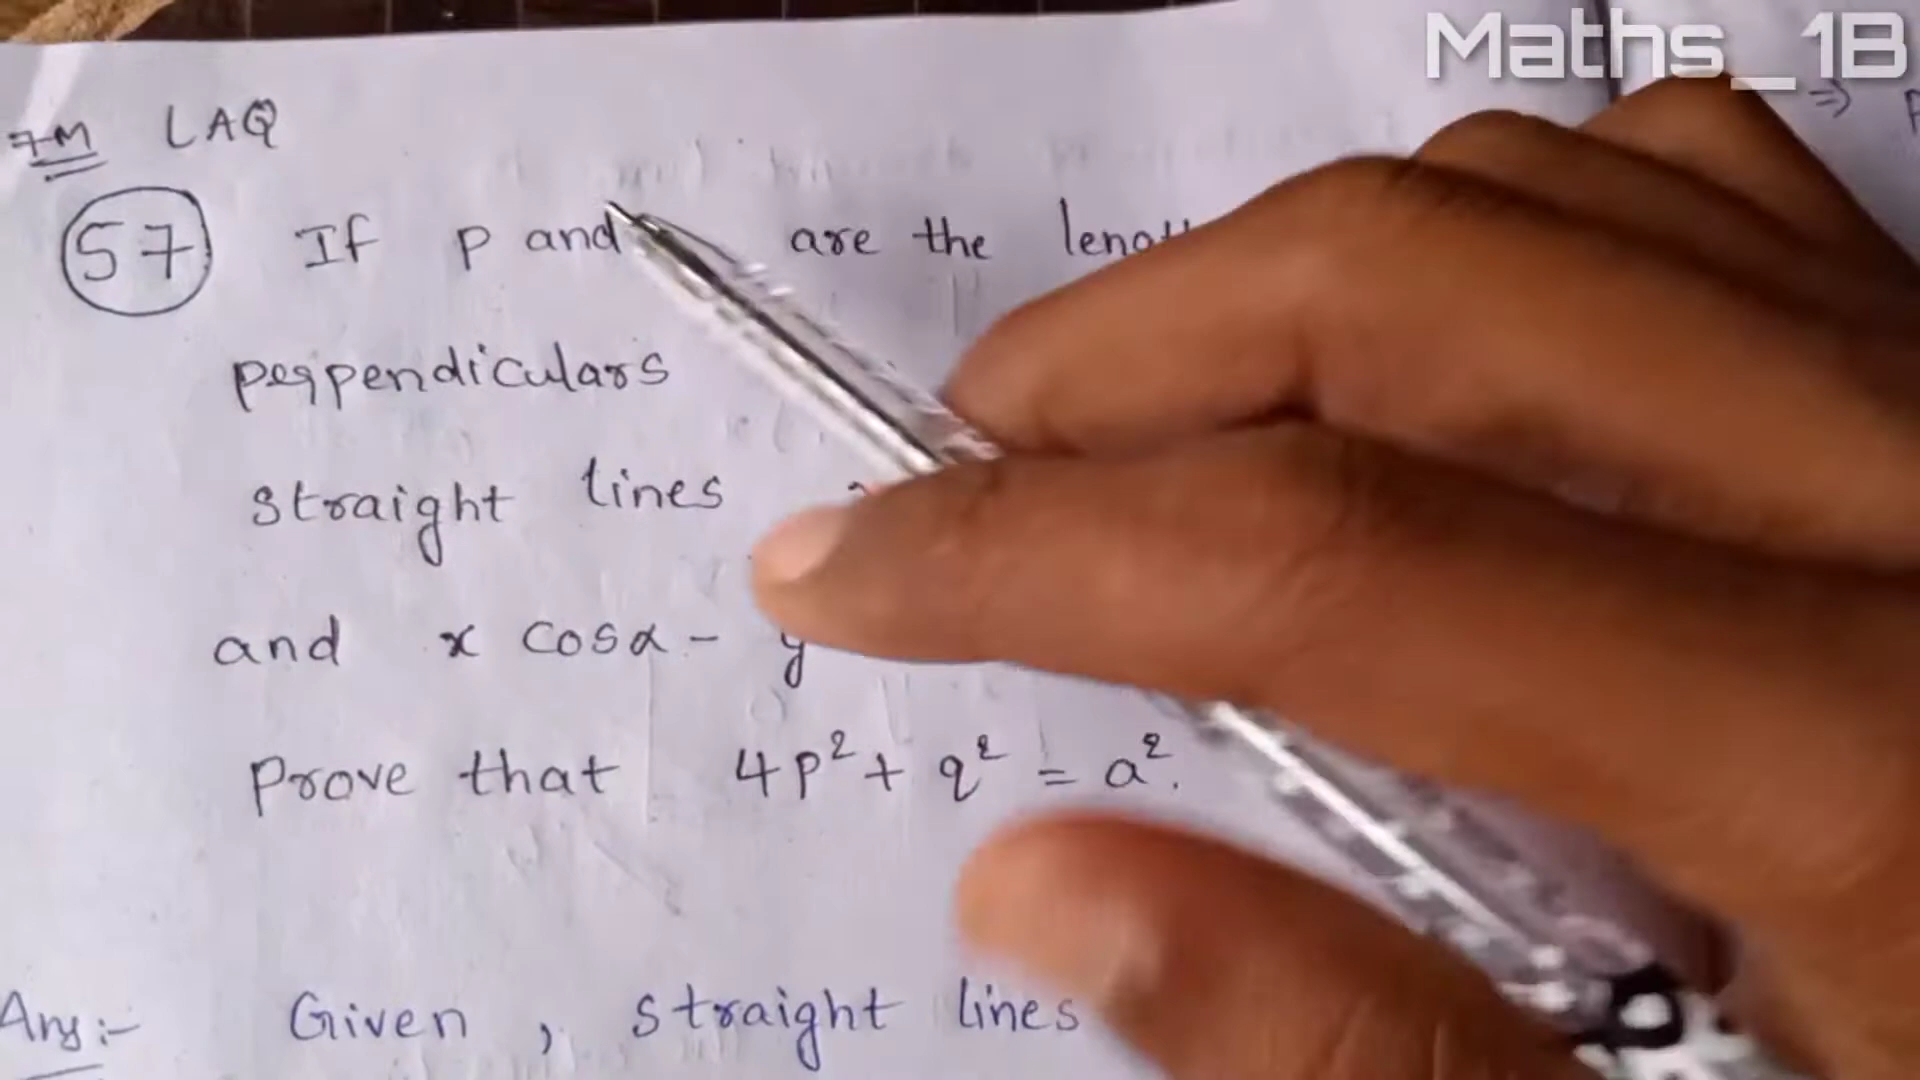 Maths_1B
7M LAQ
57 If p and are the
perpendiculars
straight lines
and x cosα - y
prove that 4p² + q² = a².
Ans:- Given, straight lines